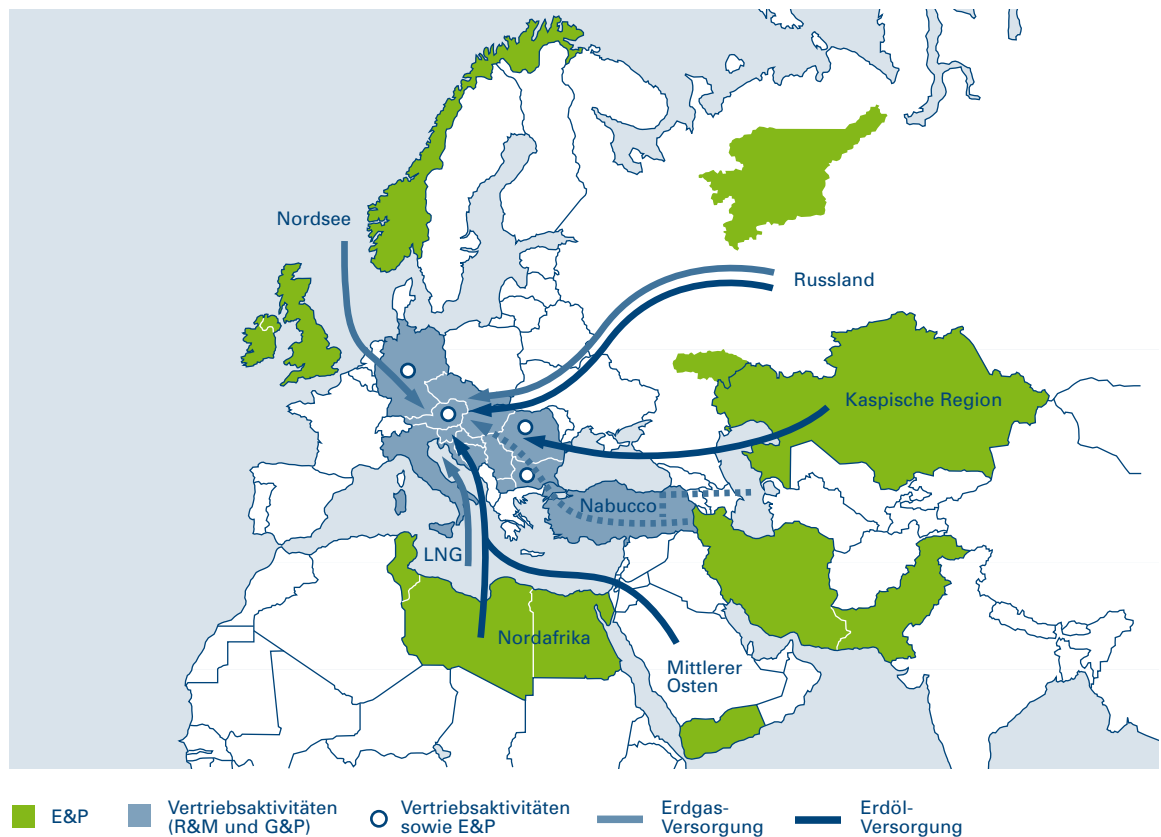 Nordsee
Russland
Kaspische Region
Nabucco
LNG
Nordafrika
Mittlerer
Osten
E&P
Vertriebsaktivitäten
(R&M und G&P)
Vertriebsaktivitäten
sowie E&P
Erdgas-
Versorgung
Erdöl-
Versorgung